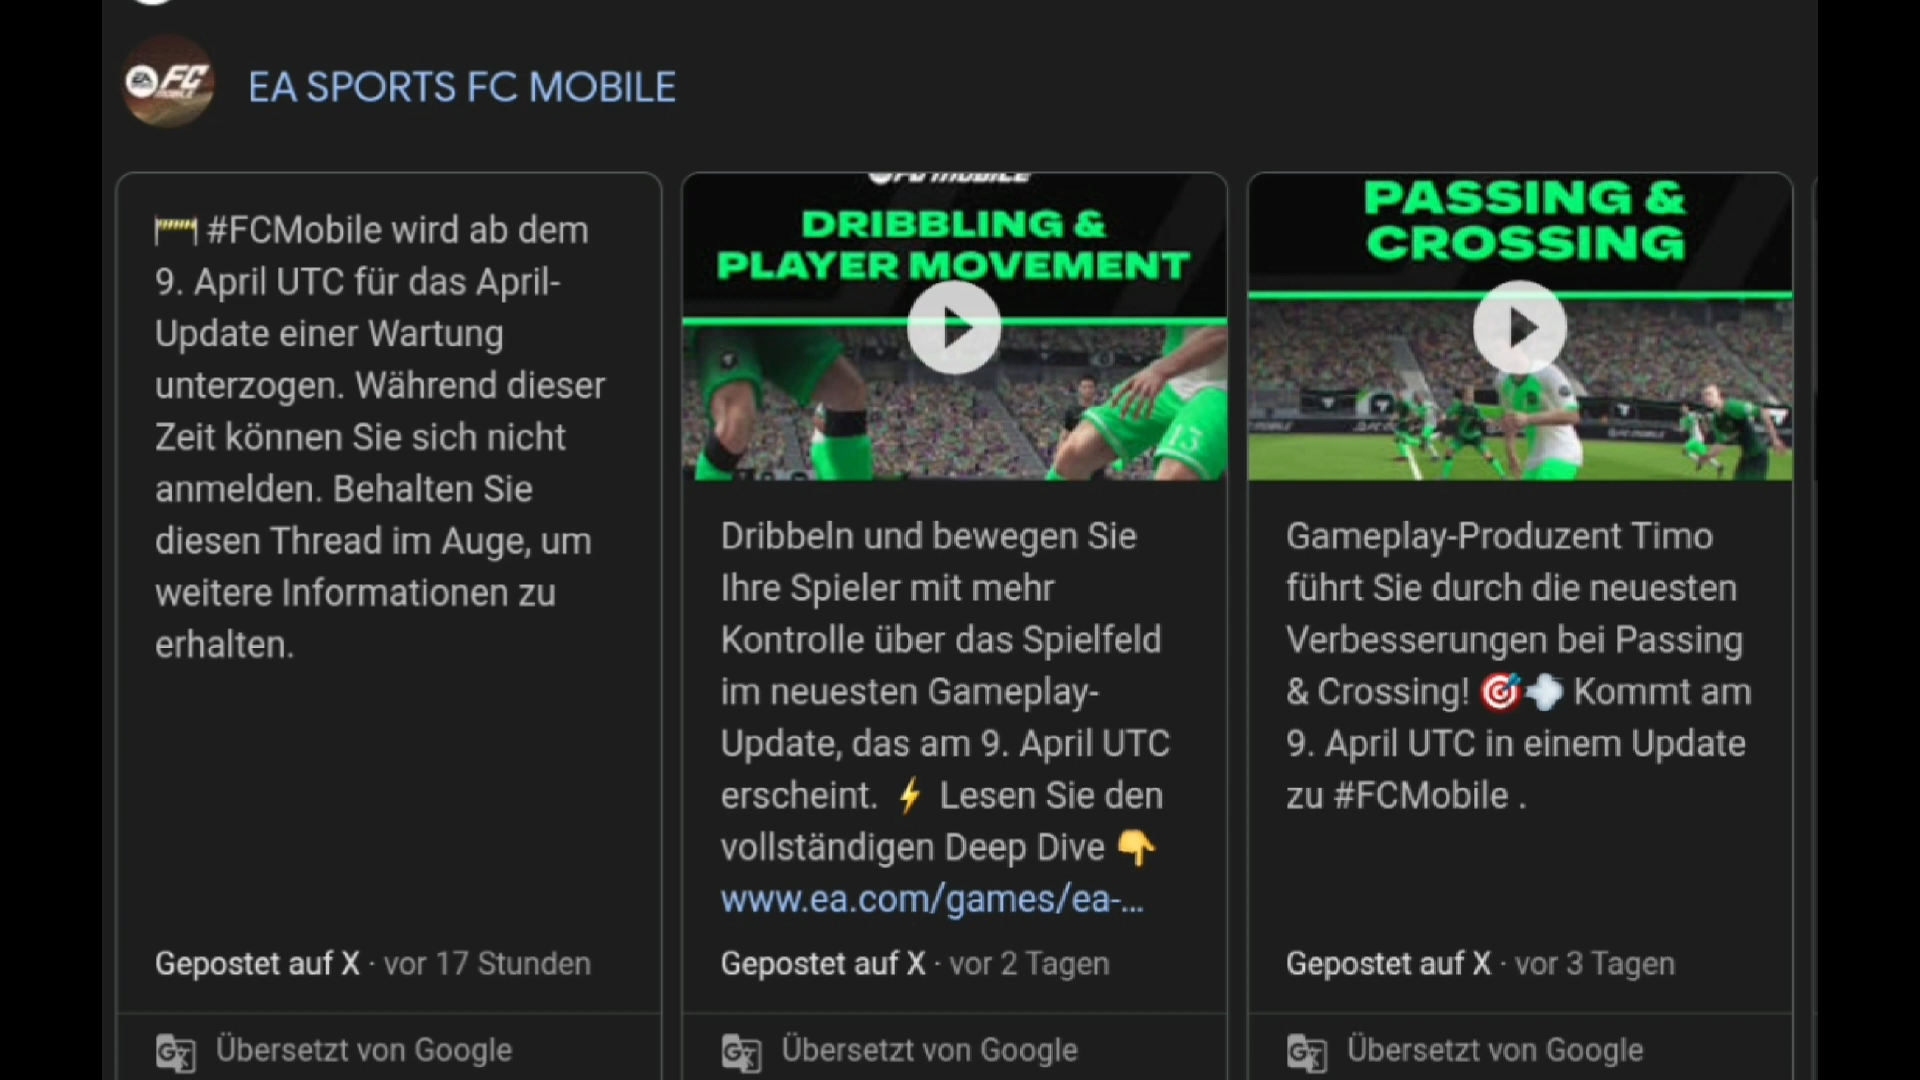 EA FC MOBILE
EA SPORTS FC MOBILE
#FCMobile wird ab dem
9. April UTC für das April-
Update einer Wartung
unterzogen. Während dieser
Zeit können Sie sich nicht
anmelden. Behalten Sie
diesen Thread im Auge, um
weitere Informationen zu
erhalten.
Gepostet auf X · vor 17 Stunden
Übersetzt von Google
FC MOBILE
DRIBBLING &
PLAYER MOVEMENT
13
Dribbeln und bewegen Sie
Ihre Spieler mit mehr
Kontrolle über das Spielfeld
im neuesten Gameplay-
Update, das am 9. April UTC
erscheint. ⚡ Lesen Sie den
vollständigen Deep Dive 👇
www.ea.com/games/ea-...
Gepostet auf X · vor 2 Tagen
Übersetzt von Google
PASSING &
CROSSING
Gameplay-Produzent Timo
führt Sie durch die neuesten
Verbesserungen bei Passing
& Crossing! 🎯💨 Kommt am
9. April UTC in einem Update
zu #FCMobile .
Gepostet auf X · vor 3 Tagen
Übersetzt von Google